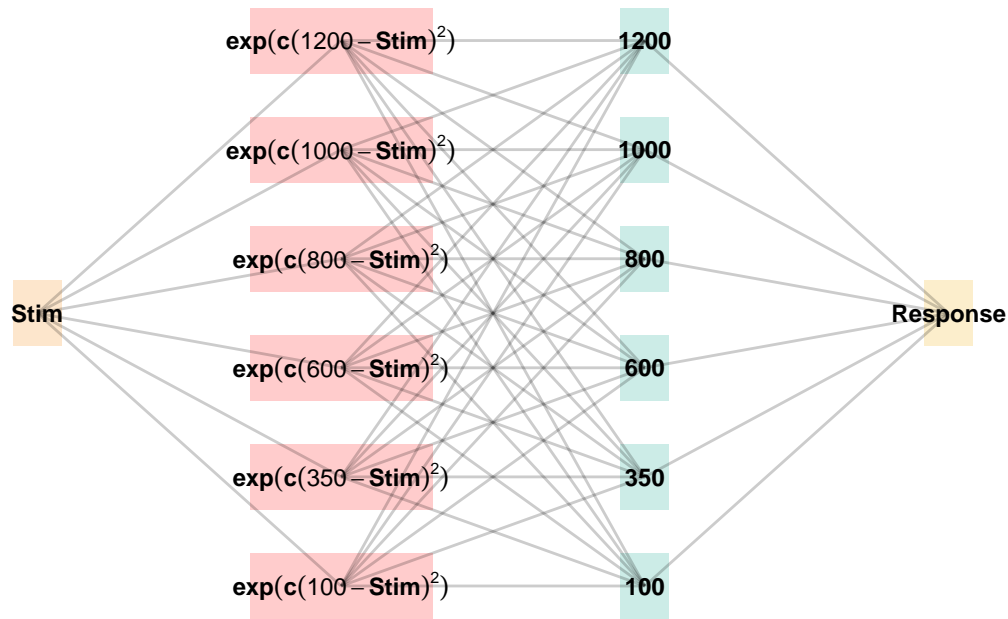 exp(c(1200 – Stim)²)
1200
exp(c(1000 – Stim)²)
1000
exp(c(800 – Stim)²)
800
Stim
Response
exp(c(600 – Stim)²)
600
exp(c(350 – Stim)²)
350
exp(c(100 – Stim)²)
100